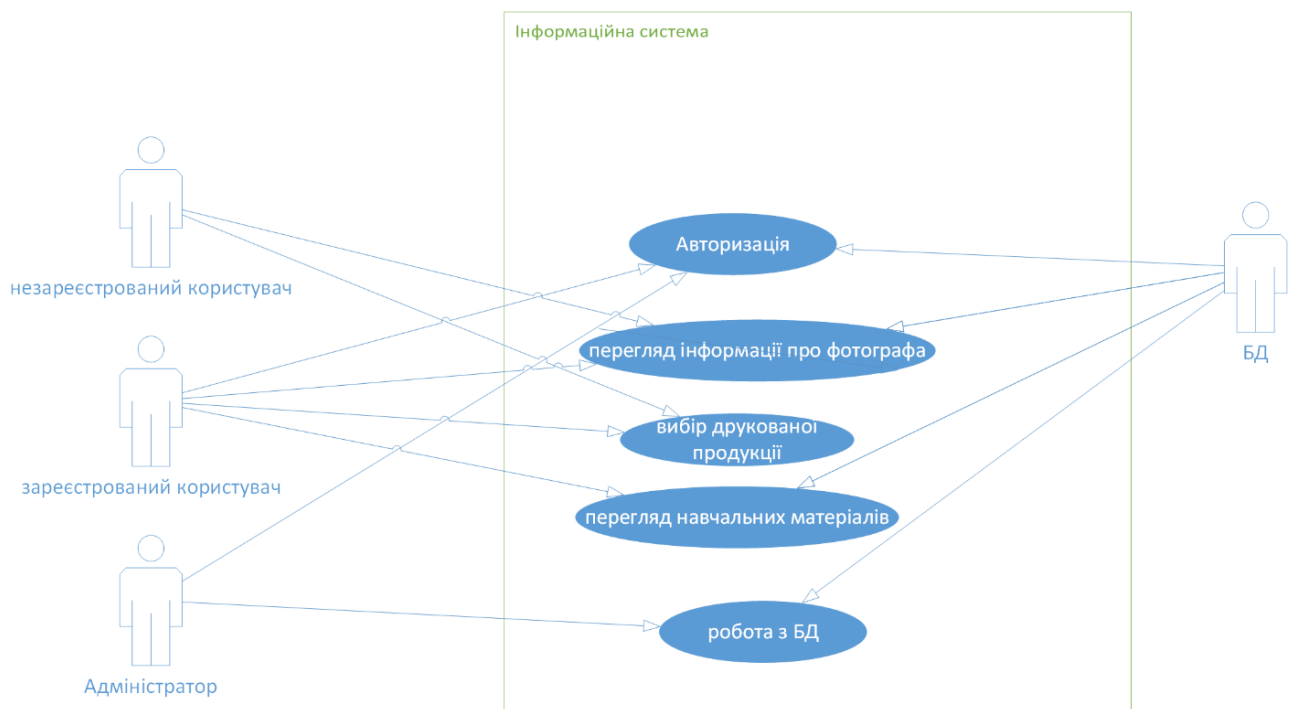 Інформаційна система
незареєстрований користувач
зареєстрований користувач
Адміністратор
Авторизація
перегляд інформації про фотографа
вибір друкованої
продукції
перегляд навчальних матеріалів
робота з БД
БД